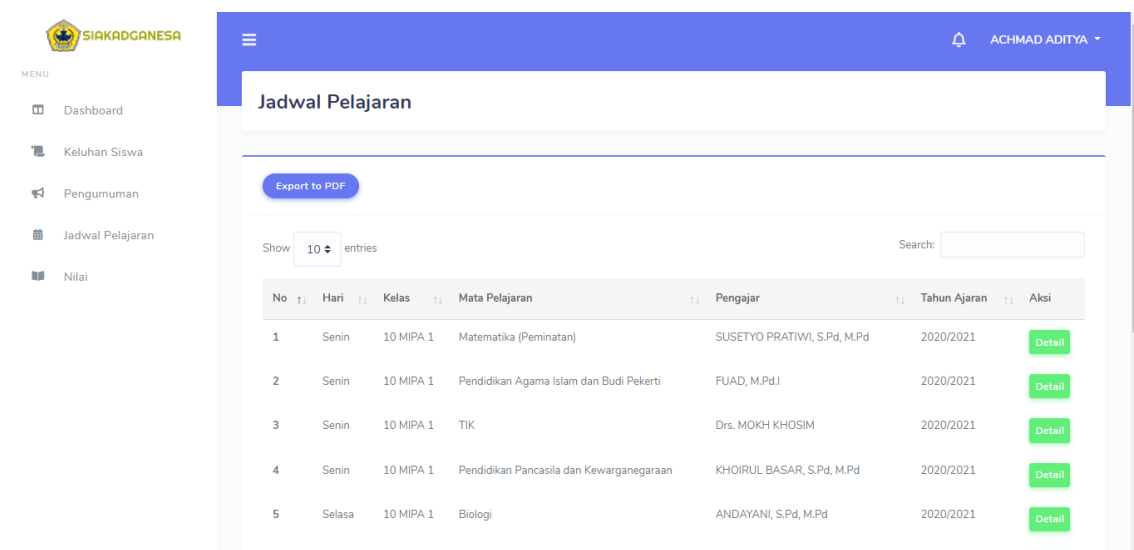 SIAKADGANESA
ACHMAD ADITYA
MENU
Dashboard
Keluhan Siswa
Pengumuman
Jadwal Pelajaran
Nilai
Jadwal Pelajaran
Export to PDF
Show 10 entries
Search:
No Hari Kelas Mata Pelajaran Pengajar Tahun Ajaran Aksi
1 Senin 10 MIPA 1 Matematika (Peminatan) SUSETYO PRATIWI, S.Pd, M.Pd 2020/2021 Detail
2 Senin 10 MIPA 1 Pendidikan Agama Islam dan Budi Pekerti FUAD, M.Pd.I 2020/2021 Detail
3 Senin 10 MIPA 1 TIK Drs. MOKH KHOSIM 2020/2021 Detail
4 Senin 10 MIPA 1 Pendidikan Pancasila dan Kewarganegaraan KHOIRUL BASAR, S.Pd, M.Pd 2020/2021 Detail
5 Selasa 10 MIPA 1 Biologi ANDAYANI, S.Pd, M.Pd 2020/2021 Detail